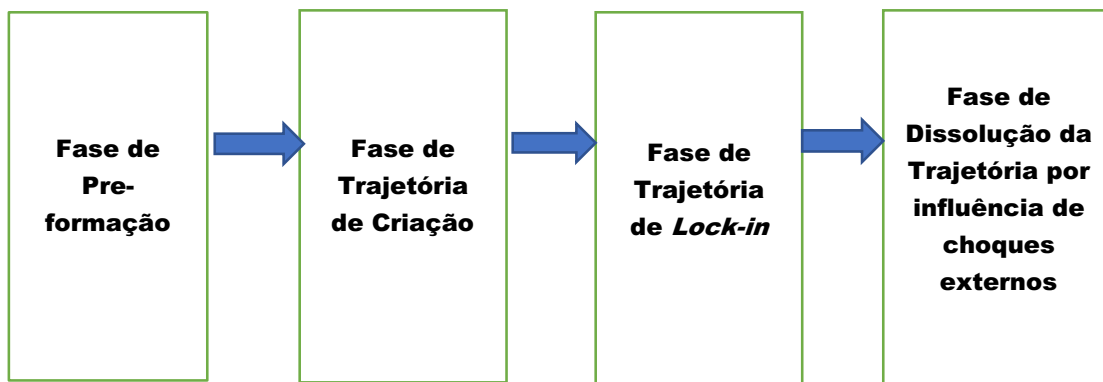 Fase de
Pre-
formação
Fase de
Trajetória
de Criação
Fase de
Trajetória
de Lock-in
Fase de
Dissolução da
Trajetória por
influência de
choques
externos